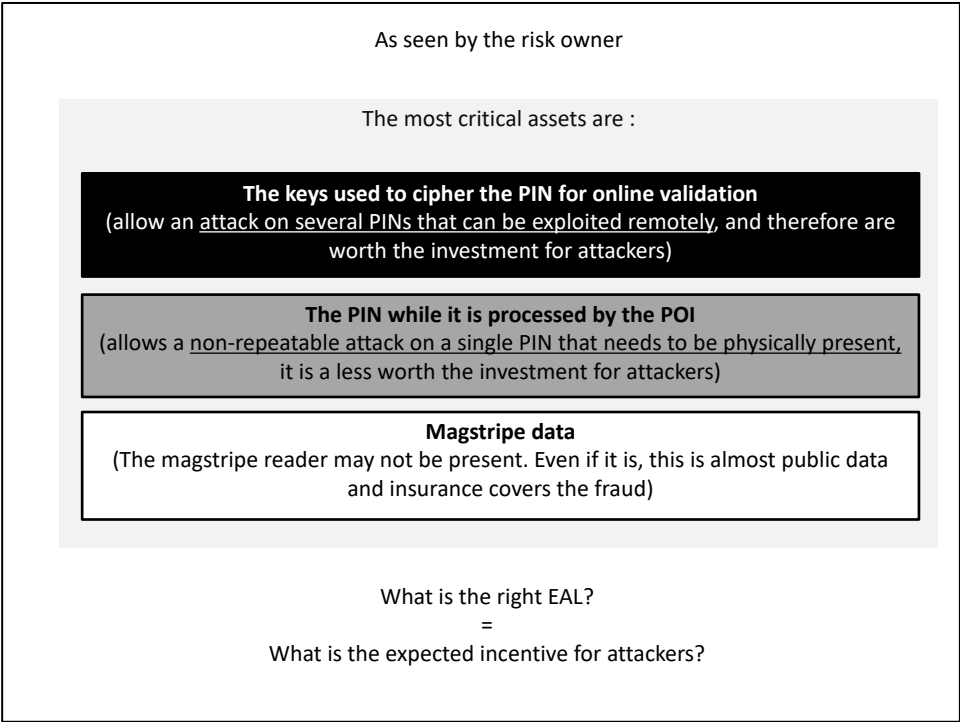 As seen by the risk owner
The most critical assets are :
The keys used to cipher the PIN for online validation
(allow an attack on several PINs that can be exploited remotely, and therefore are
worth the investment for attackers)
The PIN while it is processed by the POI
(allows a non-repeatable attack on a single PIN that needs to be physically present,
it is a less worth the investment for attackers)
Magstripe data
(The magstripe reader may not be present. Even if it is, this is almost public data
and insurance covers the fraud)
What is the right EAL?
=
What is the expected incentive for attackers?